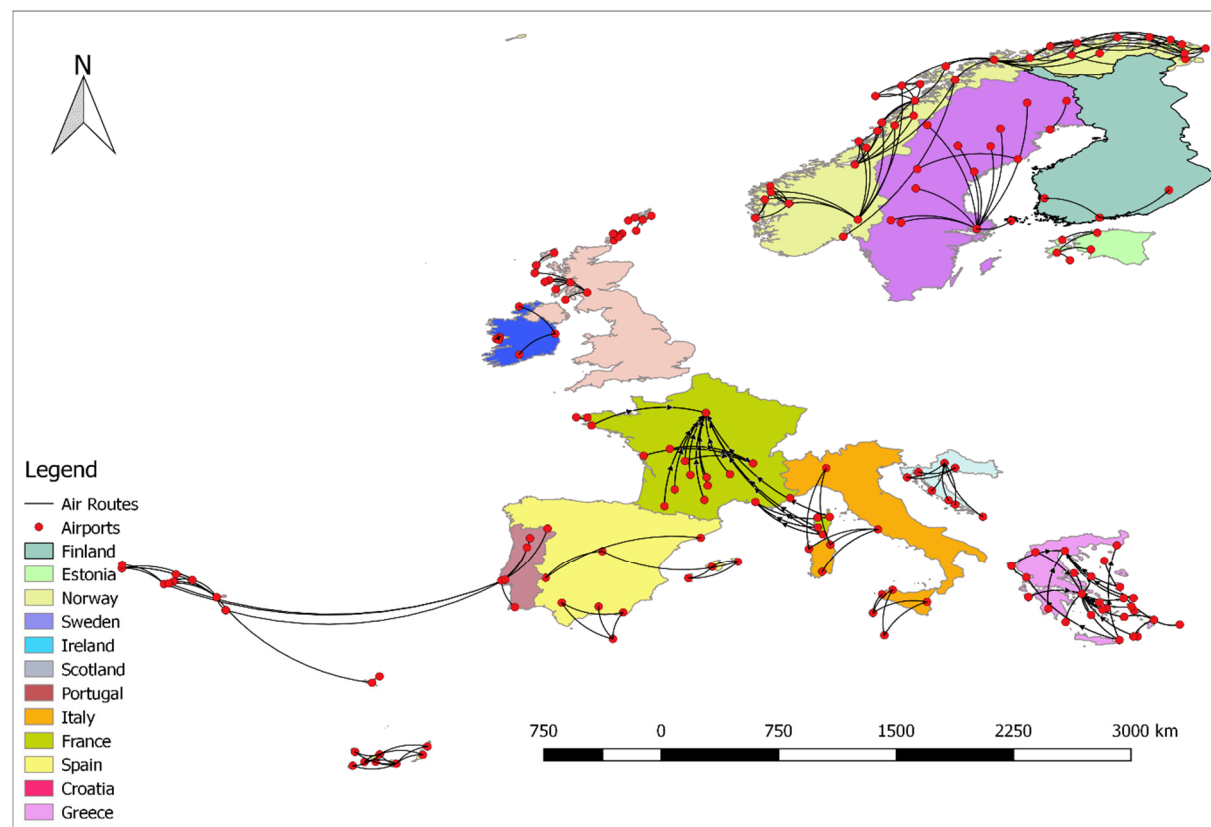 N
Legend
Air Routes
Airports
Finland
Estonia
Norway
Sweden
Ireland
Scotland
Portugal
Italy
France
Spain
Croatia
Greece
750 0 750 1500 2250 3000 km